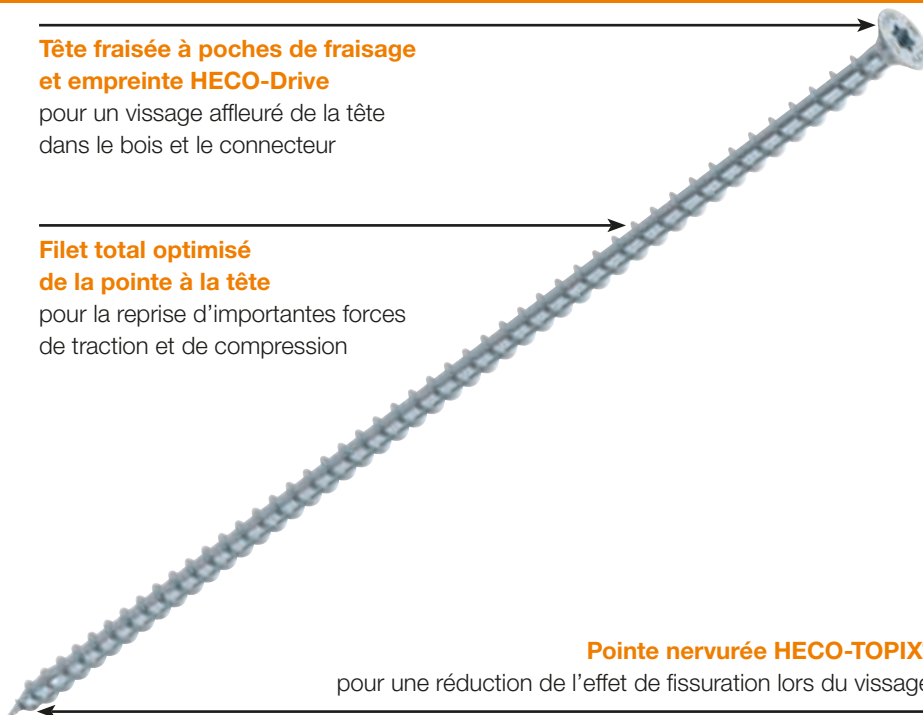 Tête fraisée à poches de fraisage
et empreinte HECO-Drive
pour un vissage affleuré de la tête
dans le bois et le connecteur
Filet total optimisé
de la pointe à la tête
pour la reprise d’importantes forces
de traction et de compression
Pointe nervurée HECO-TOPIX
pour une réduction de l’effet de fissuration lors du vissage